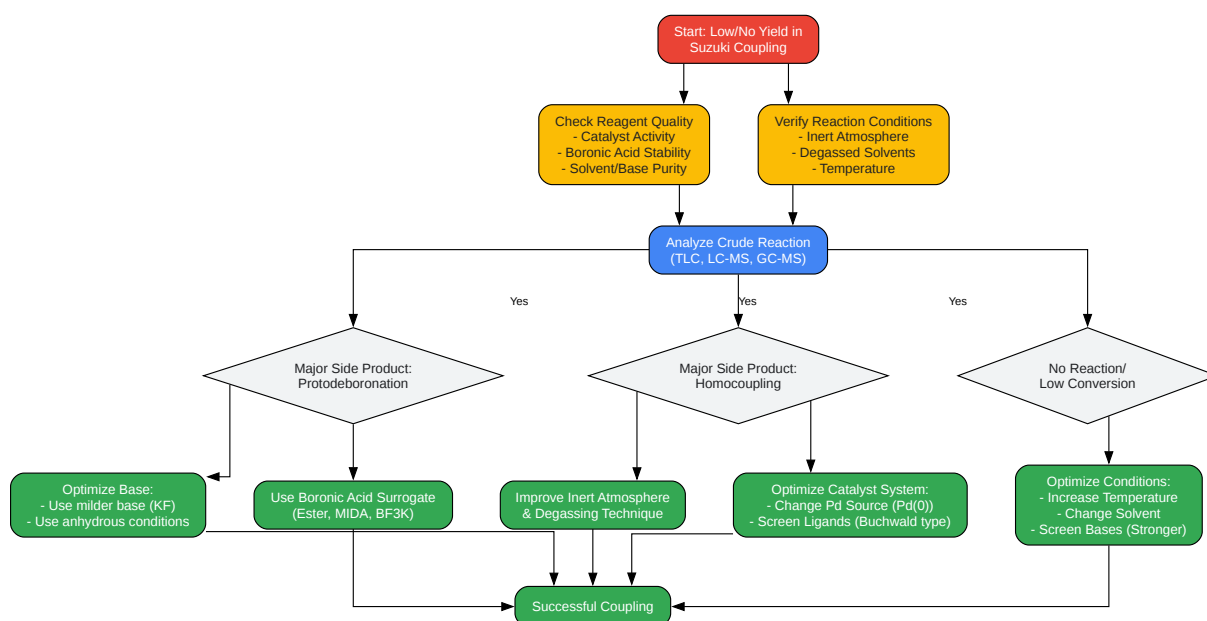 Start: Low/No Yield in
Suzuki Coupling
Check Reagent Quality
- Catalyst Activity
- Boronic Acid Stability
- Solvent/Base Purity
Verify Reaction Conditions
- Inert Atmosphere
- Degassed Solvents
- Temperature
Analyze Crude Reaction
(TLC, LC-MS, GC-MS)
Yes
Yes
Yes
Major Side Product:
Protodeboronation
Major Side Product:
Homocoupling
No Reaction/
Low Conversion
Optimize Base:
- Use milder base (KF)
- Use anhydrous conditions
Use Boronic Acid Surrogate
(Ester, MIDA, BF3K)
Improve Inert Atmosphere
& Degassing Technique
Optimize Catalyst System:
- Change Pd Source (Pd(0))
- Screen Ligands (Buchwald type)
Optimize Conditions:
- Increase Temperature
- Change Solvent
- Screen Bases (Stronger)
Successful Coupling